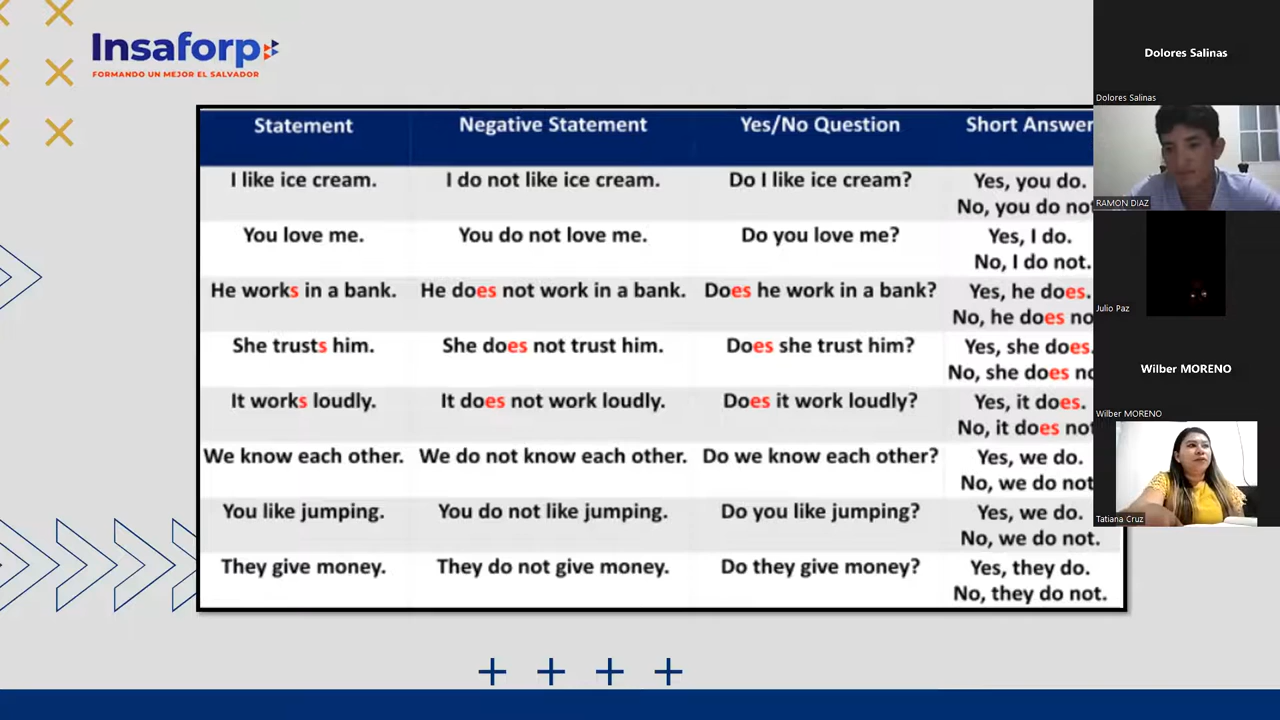 Insaforp
FORMANDO UN MEJOR EL SALVADOR
Statement Negative Statement Yes/No Question Short Answer
I like ice cream. I do not like ice cream. Do I like ice cream? Yes, you do.
No, you do not
You love me. You do not love me. Do you love me? Yes, I do.
No, I do not.
He works in a bank. He does not work in a bank. Does he work in a bank? Yes, he does.
No, he does no
She trusts him. She does not trust him. Does she trust him? Yes, she does.
No, she does no
It works loudly. It does not work loudly. Does it work loudly? Yes, it does.
No, it does not
We know each other. We do not know each other. Do we know each other? Yes, we do.
No, we do not
You like jumping. You do not like jumping. Do you like jumping? Yes, we do.
No, we do not.
They give money. They do not give money. Do they give money? Yes, they do.
No, they do not.
Dolores Salinas
Dolores Salinas
RAMON DIAZ
Julio Paz
Wilber MORENO
Wilber MORENO
Tatiana Cruz